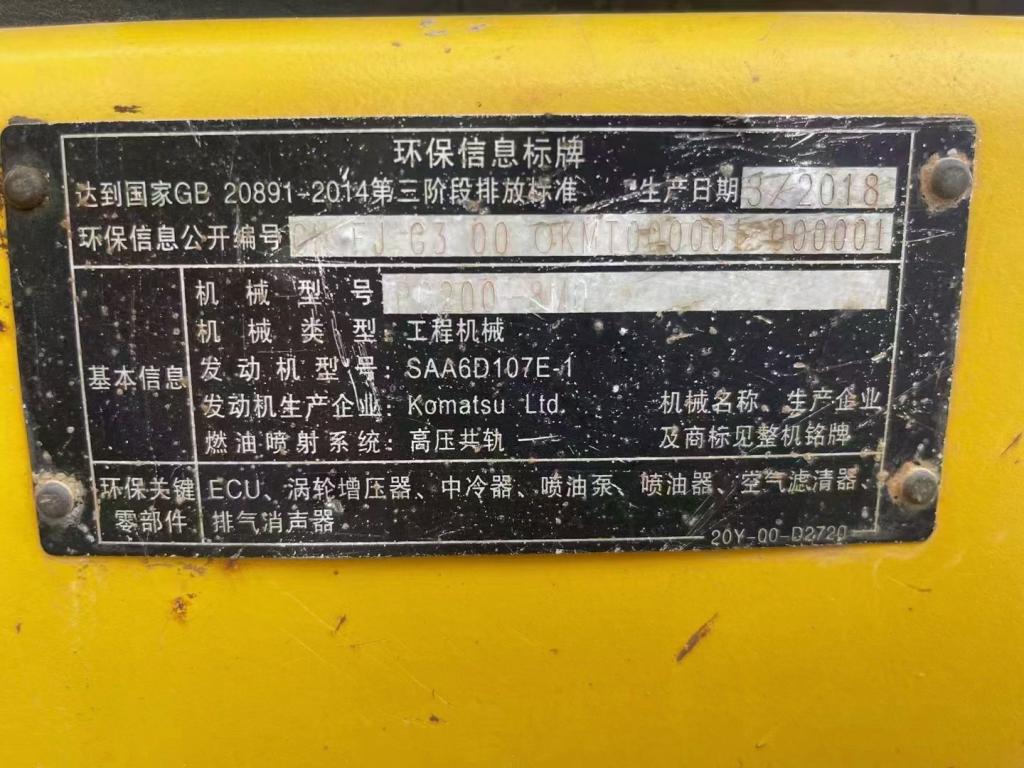 环保信息标牌
达到国家GB 20891-2014第三阶段排放标准 生产日期 3/2018
环保信息公开编号 G3 00 000001
机械型号 200-8
机械类型: 工程机械
基本信息
发动机型号: SAA6D107E-1
发动机生产企业: Komatsu Ltd.
燃油喷射系统: 高压共轨
机械名称、生产企业
及商标见整机铭牌
环保关键
零部件
ECU、涡轮增压器、中冷器、喷油泵、喷油器、空气滤清器、
排气消声器
20Y-00-D2720